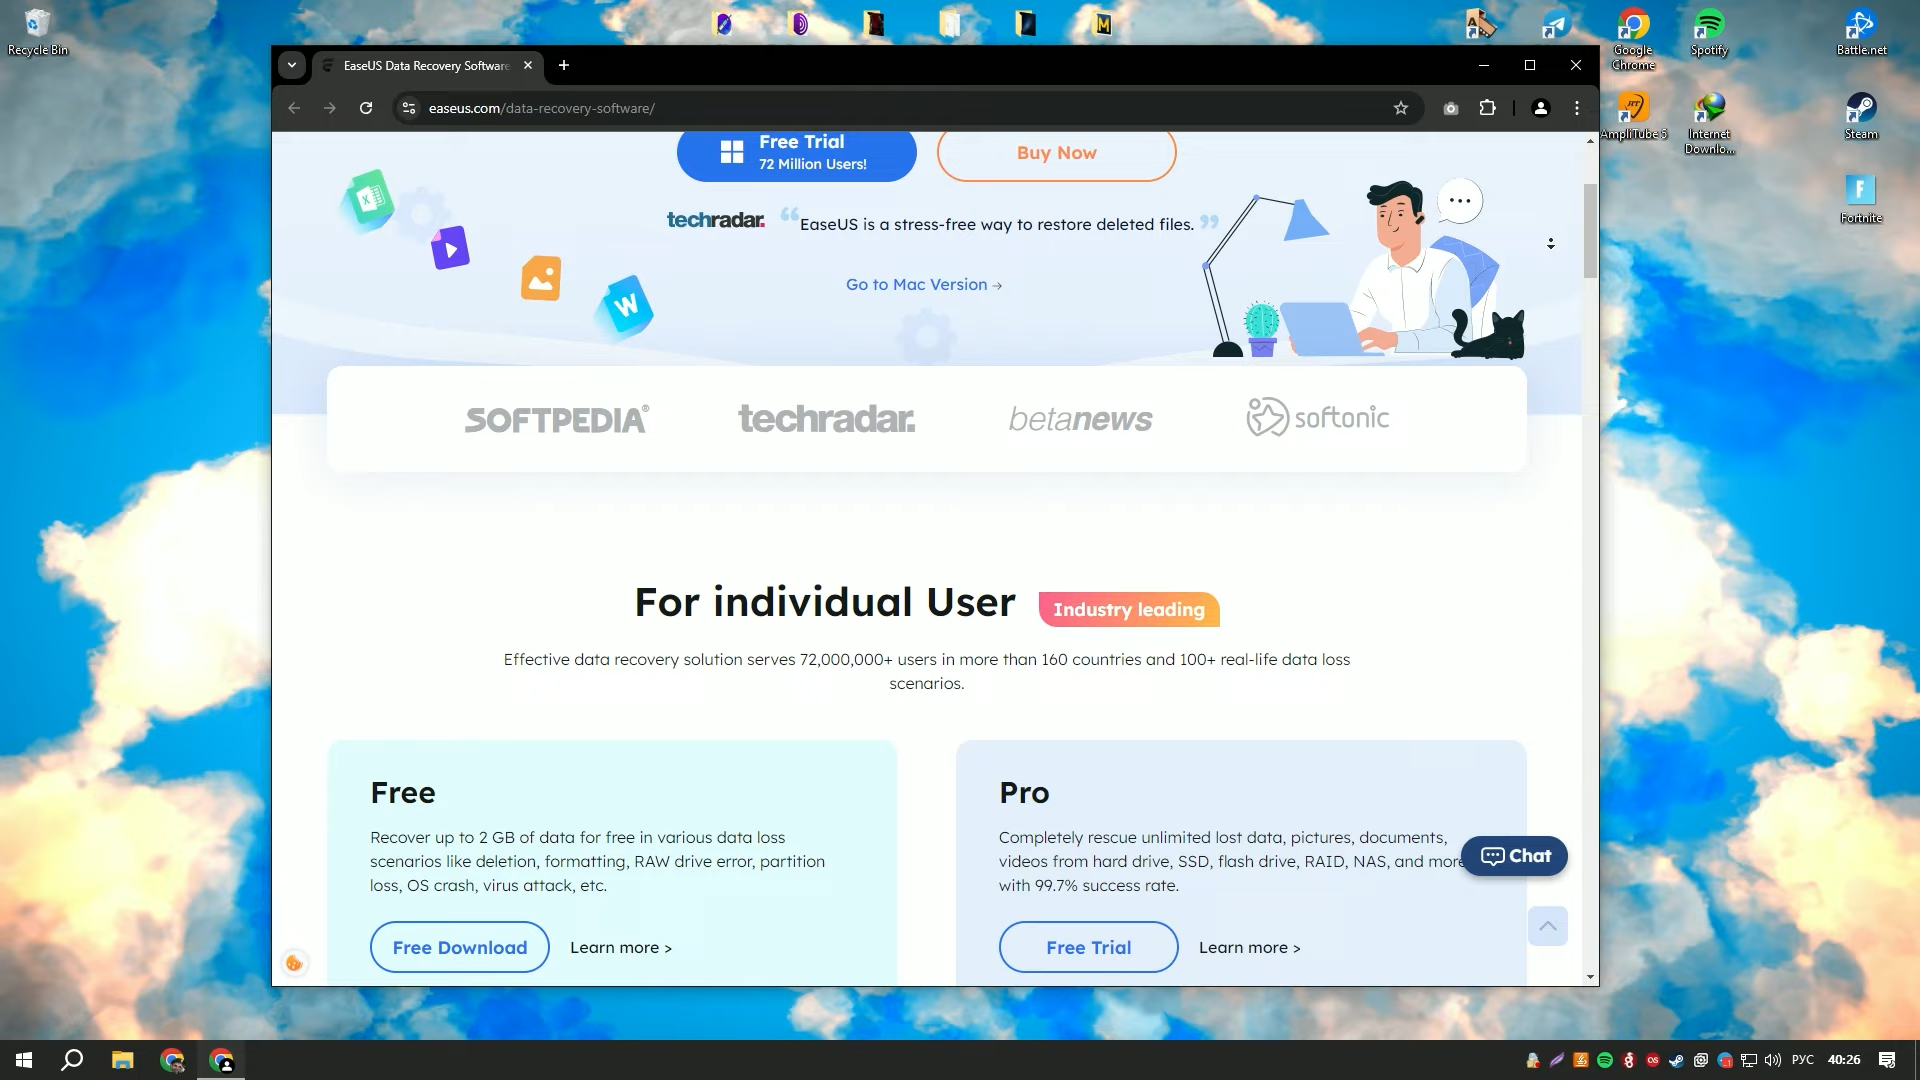 Recycle Bin
Google Chrome
Spotify
Battle.net
AmpliTube 5
Internet Downlo...
Steam
Fortnite
EaseUS Data Recovery Software
easeus.com/data-recovery-software/
Free Trial
72 Million Users!
Buy Now
techradar. “ EaseUS is a stress-free way to restore deleted files. ”
Go to Mac Version →
SOFTPEDIA® techradar. betanews softonic
For individual User Industry leading
Effective data recovery solution serves 72,000,000+ users in more than 160 countries and 100+ real-life data loss
scenarios.
Free
Recover up to 2 GB of data for free in various data loss
scenarios like deletion, formatting, RAW drive error, partition
loss, OS crash, virus attack, etc.
Free Download Learn more >
Pro
Completely rescue unlimited lost data, pictures, documents,
videos from hard drive, SSD, flash drive, RAID, NAS, and more
with 99.7% success rate.
Free Trial Learn more >
Chat
РУС 40:26